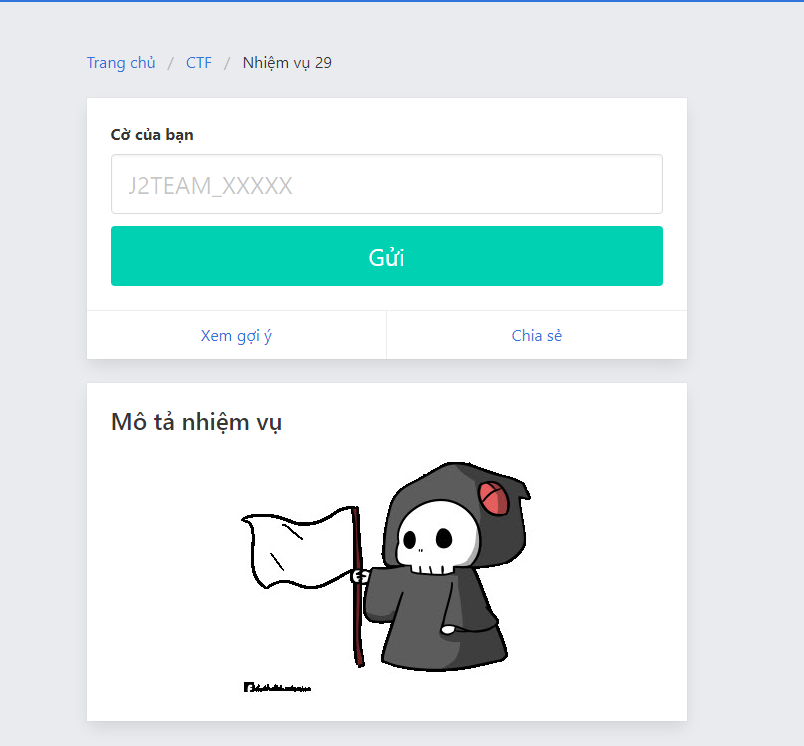 Trang chủ / CTF / Nhiệm vụ 29
Cờ của bạn
J2TEAM_XXXXX
Gửi
Xem gợi ý
Chia sẻ
Mô tả nhiệm vụ